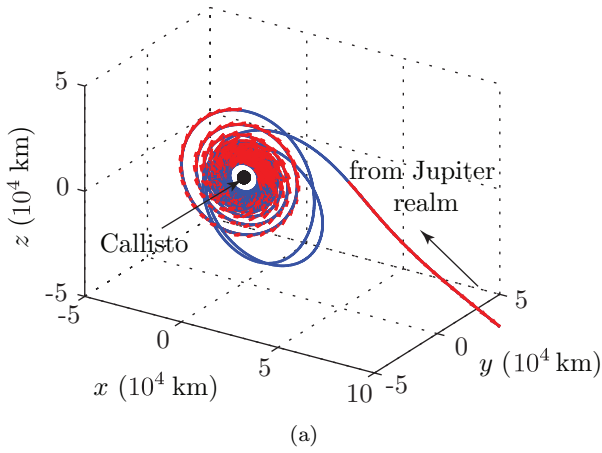 5
from Jupiter
realm
z (10⁴ km)
0
Callisto
-5
-5
5
0
0
y (10⁴ km)
5
x (10⁴ km)
10
-5
(a)